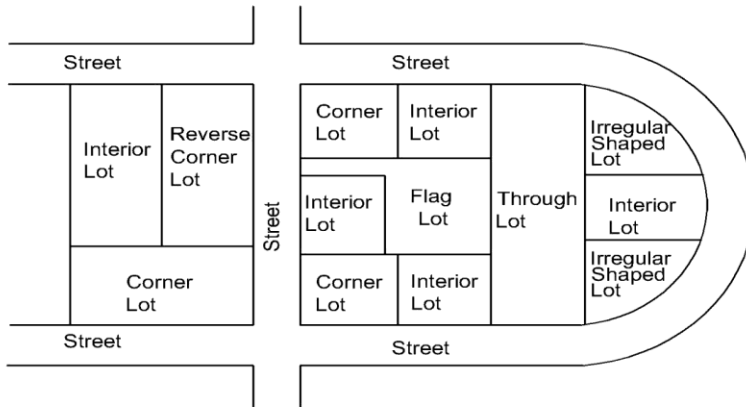 Street
Street
Interior
Lot
Reverse
Corner
Lot
Corner
Lot
Street
Street
Corner
Lot
Interior
Lot
Interior
Lot
Flag
Lot
Corner
Lot
Interior
Lot
Through
Lot
Irregular
Shaped
Lot
Interior
Lot
Irregular
Shaped
Lot
Street